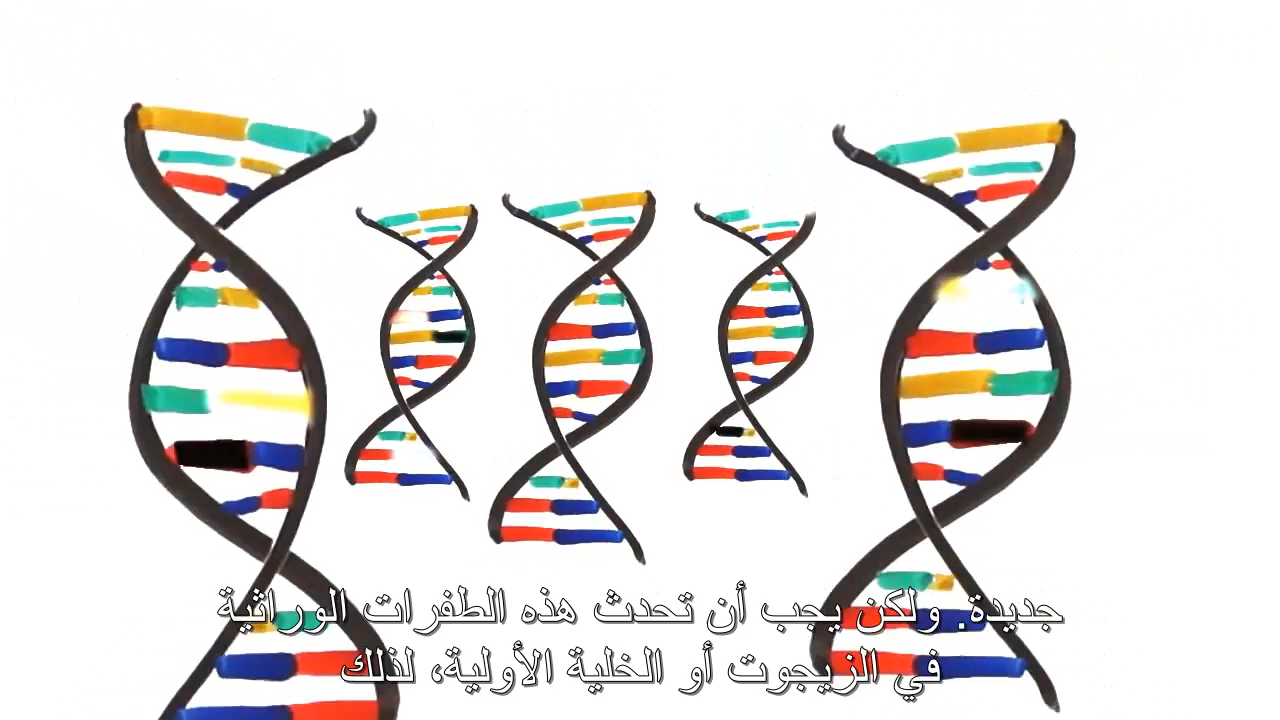 جديدة. ولكن يجب أن تحدث هذه الطفرات الوراثية
في الزيجوت أو الخلية الأولية، لذلك